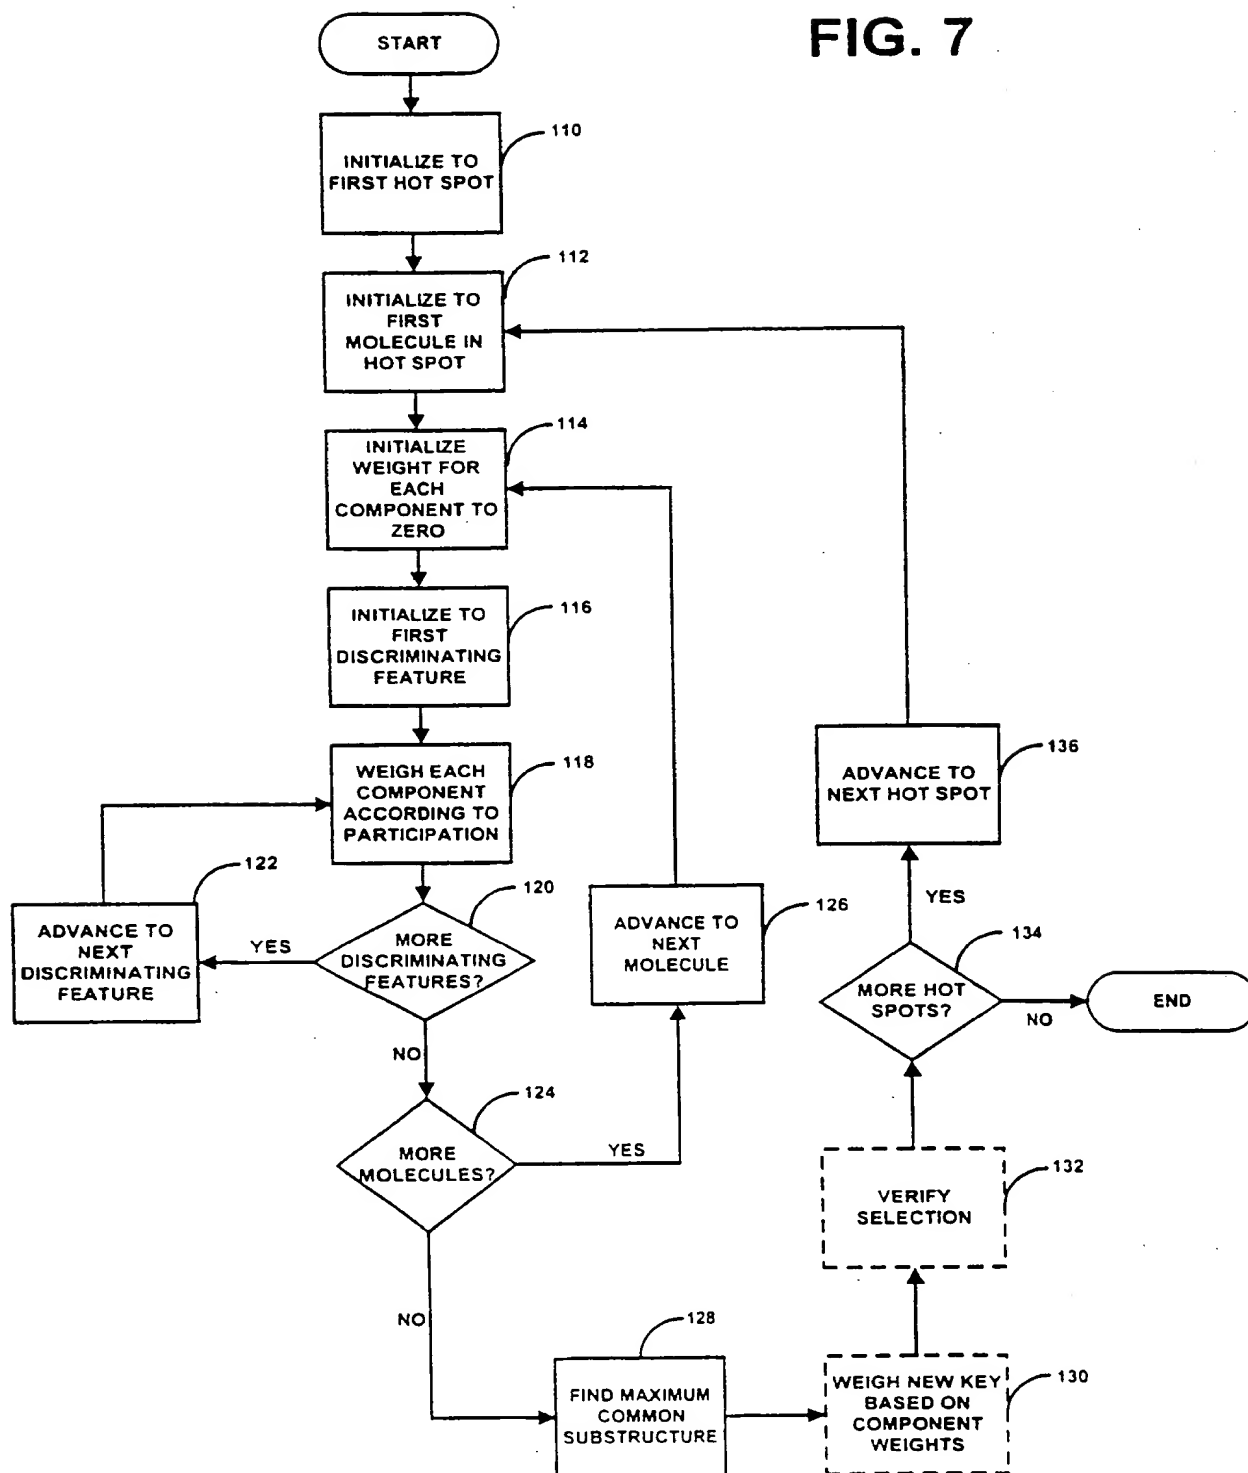 FIG. 7
START
110
INITIALIZE TO
FIRST HOT SPOT
112
INITIALIZE TO
FIRST
MOLECULE IN
HOT SPOT
114
INITIALIZE
WEIGHT FOR
EACH
COMPONENT TO
ZERO
116
INITIALIZE TO
FIRST
DISCRIMINATING
FEATURE
118
WEIGH EACH
COMPONENT
ACCORDING TO
PARTICIPATION
120
MORE
DISCRIMINATING
FEATURES?
YES
122
ADVANCE TO
NEXT
DISCRIMINATING
FEATURE
NO
124
MORE
MOLECULES?
YES
126
ADVANCE TO
NEXT
MOLECULE
NO
128
FIND MAXIMUM
COMMON
SUBSTRUCTURE
130
WEIGH NEW KEY
BASED ON
COMPONENT
WEIGHTS
132
VERIFY
SELECTION
134
MORE HOT
SPOTS?
NO
END
YES
136
ADVANCE TO
NEXT HOT SPOT